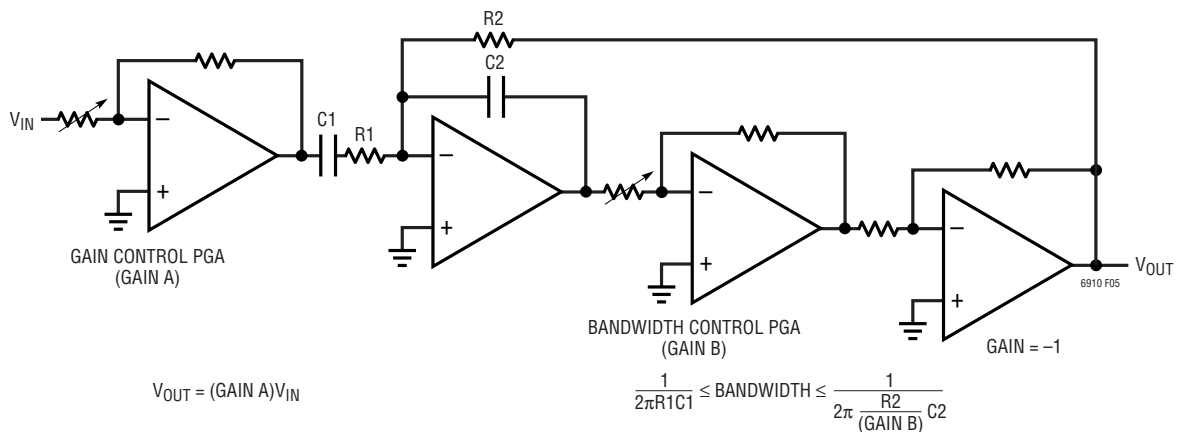 R2
C2
V_IN
C1
R1
−
+
−
+
−
+
−
+
V_OUT
6910 F05
GAIN CONTROL PGA
(GAIN A)
BANDWIDTH CONTROL PGA
(GAIN B)
GAIN = –1
V_OUT = (GAIN A)V_IN
1/(2πR1C1) ≤ BANDWIDTH ≤ 1/(2π R2/(GAIN B) C2)